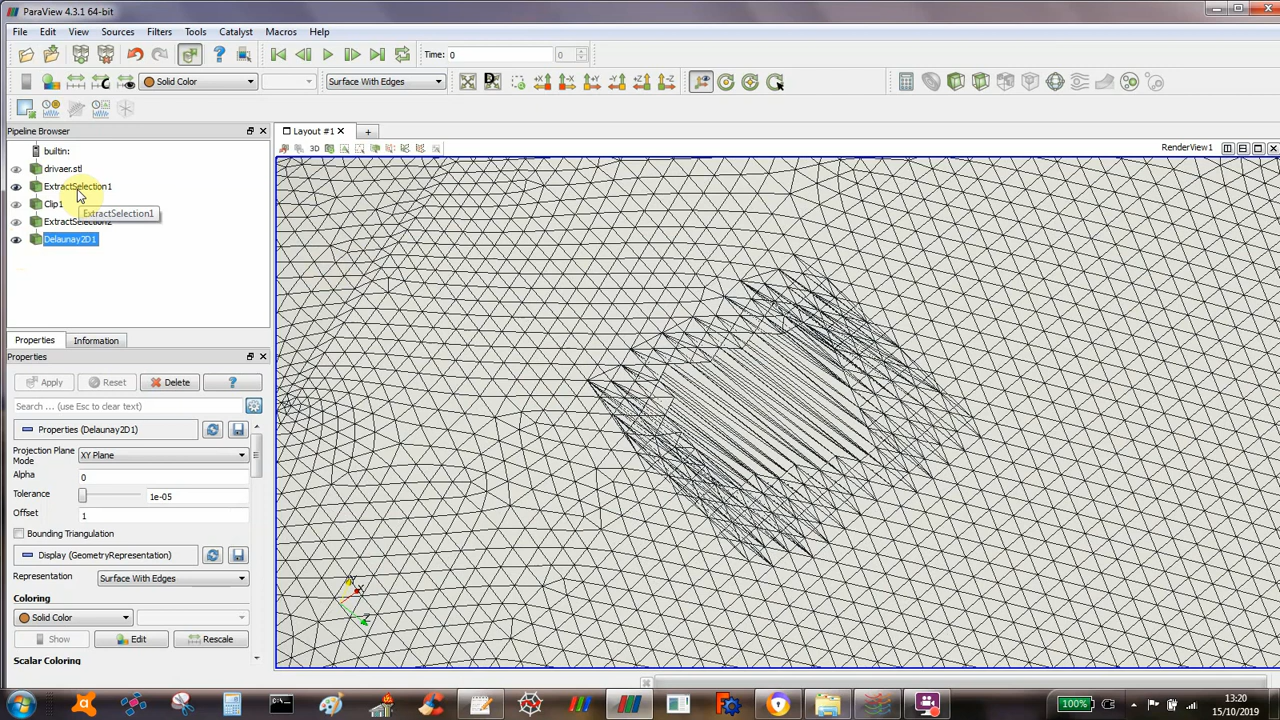 ParaView 4.3.1 64-bit
File Edit View Sources Filters Tools Catalyst Macros Help
Time: 0 0
Solid Color Surface With Edges
Pipeline Browser
Layout #1
3D RenderView1
builtin:
drivaer.stl
ExtractSelection1
Clip1
ExtractSelection1
ExtractSelection2
Delaunay2D1
Properties Information
Properties
Apply Reset Delete ?
Search ... (use Esc to clear text)
Properties (Delaunay2D1)
Projection Plane
Mode
XY Plane
Alpha 0
Tolerance 1e-05
Offset 1
Bounding Triangulation
Display (GeometryRepresentation)
Representation Surface With Edges
Coloring
Solid Color
Show Edit Rescale
Scalar Coloring
100% 13:20
15/10/2019